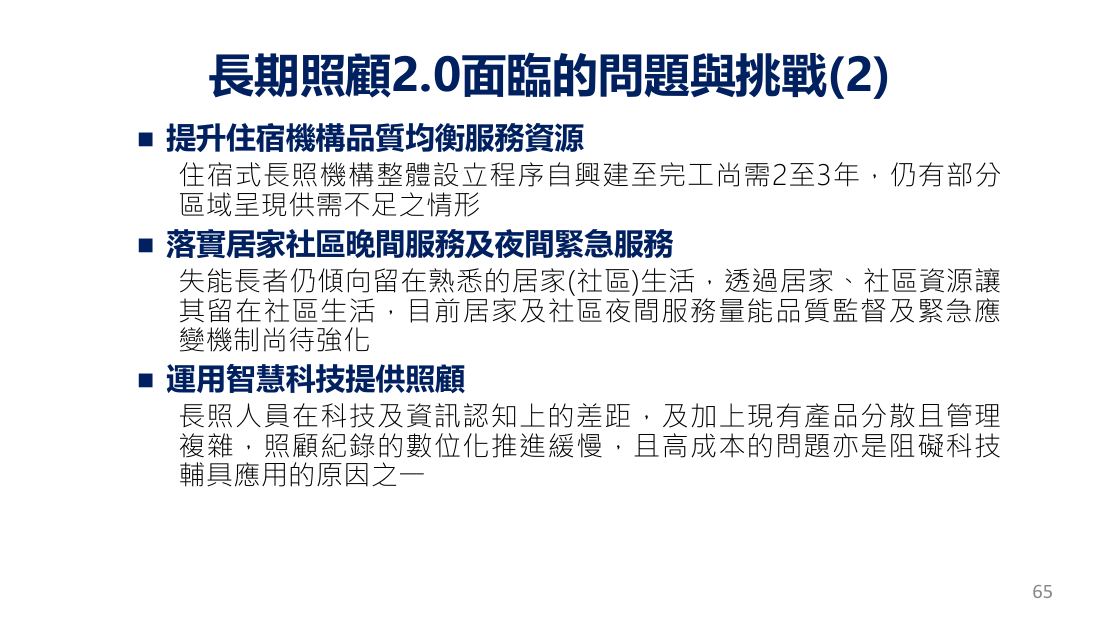 長期照顧2.0面臨的問題與挑戰(2)
■ 提升住宿機構品質均衡服務資源
住宿式長照機構整體設立程序自興建至完工尚需2至3年，仍有部分
區域呈現供需不足之情形
■ 落實居家社區晚間服務及夜間緊急服務
失能長者仍傾向留在熟悉的居家(社區)生活，透過居家、社區資源讓
其留在社區生活，目前居家及社區夜間服務量能品質監督及緊急應
變機制尚待強化
■ 運用智慧科技提供照顧
長照人員在科技及資訊認知上的差距，及加上現有產品分散且管理
複雜，照顧紀錄的數位化推進緩慢，且高成本的問題亦是阻礙科技
輔具應用的原因之一
65